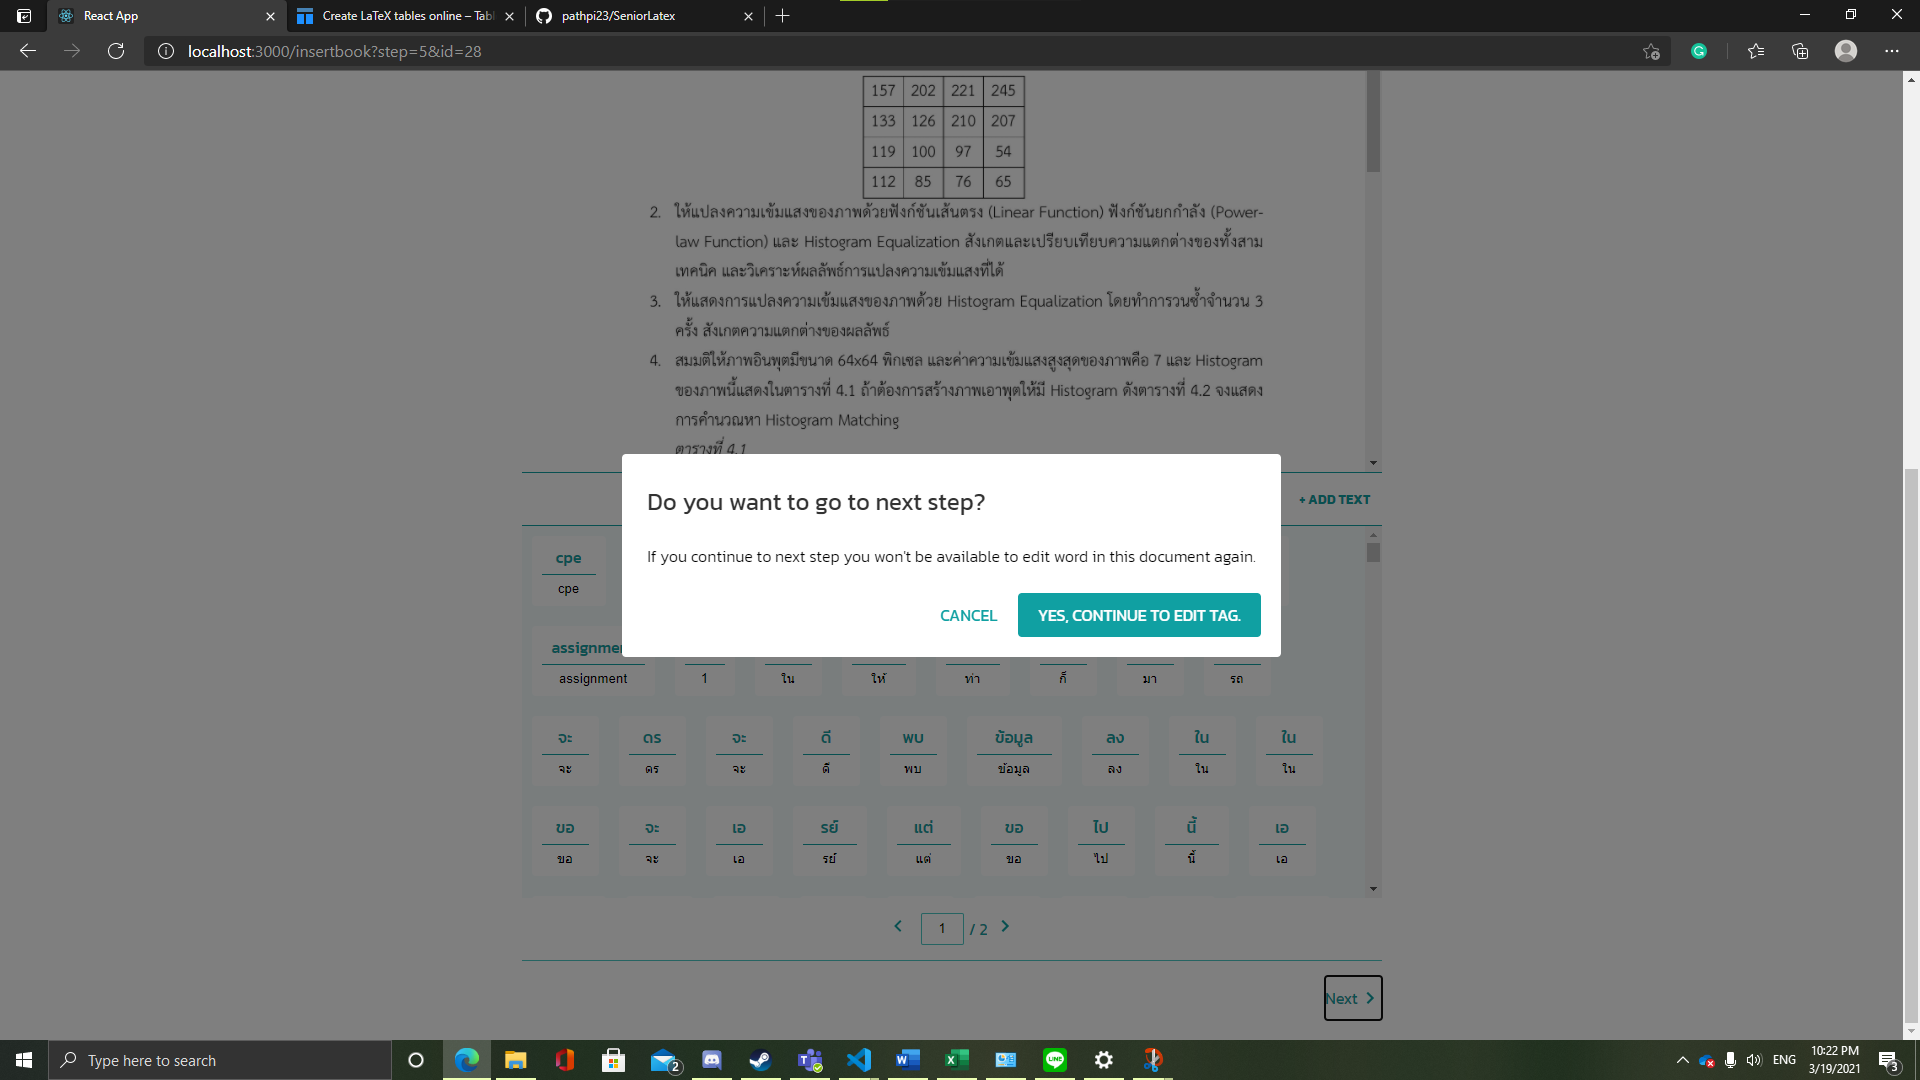 React App
Create LaTeX tables online – Tabl
pathpi23/SeniorLatex
localhost:3000/insertbook?step=5&id=28
157 202 221 245
133 126 210 207
119 100 97 54
112 85 76 65
2. ให้แปลงความเข้มแสงของภาพด้วยฟังก์ชันเส้นตรง (Linear Function) ฟังก์ชันยกกำลัง (Power-
law Function) และ Histogram Equalization สังเกตและเปรียบเทียบความแตกต่างของทั้งสาม
เทคนิค และวิเคราะห์ผลลัพธ์การแปลงความเข้มแสงที่ได้
3. ให้แสดงการแปลงความเข้มแสงของภาพด้วย Histogram Equalization โดยทำการวนซ้ำจำนวน 3
ครั้ง สังเกตความแตกต่างของผลลัพธ์
4. สมมติให้ภาพอินพุตมีขนาด 64x64 พิกเซล และค่าความเข้มแสงสูงสุดของภาพคือ 7 และ Histogram
ของภาพนี้แสดงในตารางที่ 4.1 ถ้าต้องการสร้างภาพเอาพุตให้มี Histogram ดังตารางที่ 4.2 จงแสดง
การคำนวณหา Histogram Matching
ตารางที่ 4.1
+ ADD TEXT
Do you want to go to next step?
If you continue to next step you won't be available to edit word in this document again.
CANCEL YES, CONTINUE TO EDIT TAG.
cpe
cpe
assignme
assignment 1 ใน ให้ ท่า ก็ มา รถ
จะ ดร จะ ดี พบ ข้อมูล ลง ใน ใน
จะ ดร จะ ดี พบ ข้อมูล ลง ใน ใน
ขอ จะ เอ รย์ แต่ ขอ ไป นี้ เอ
ขอ จะ เอ รย์ แต่ ขอ ไป นี้ เอ
1 / 2
Next
Type here to search
2
ENG
10:22 PM
3/19/2021
3